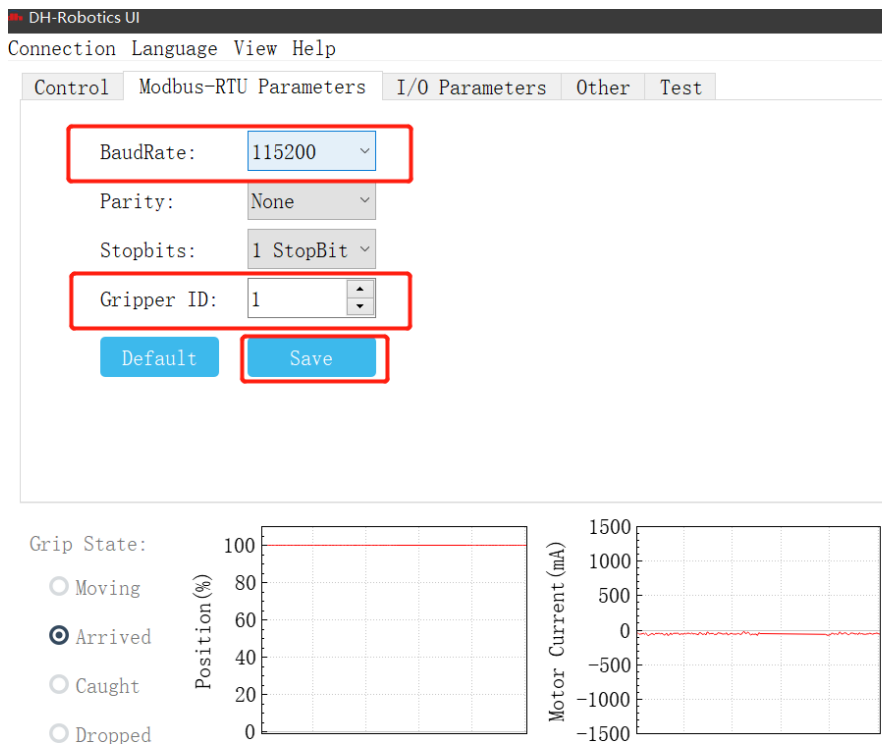 DH-Robotics UI
Connection Language View Help
Control Modbus-RTU Parameters I/O Parameters Other Test
BaudRate: 115200
Parity: None
Stopbits: 1 StopBit
Gripper ID: 1
Default Save
Grip State:
Moving
Arrived
Caught
Dropped
Position(%)
100
80
60
40
20
0
Motor Current(mA)
1500
1000
500
0
-500
-1000
-1500